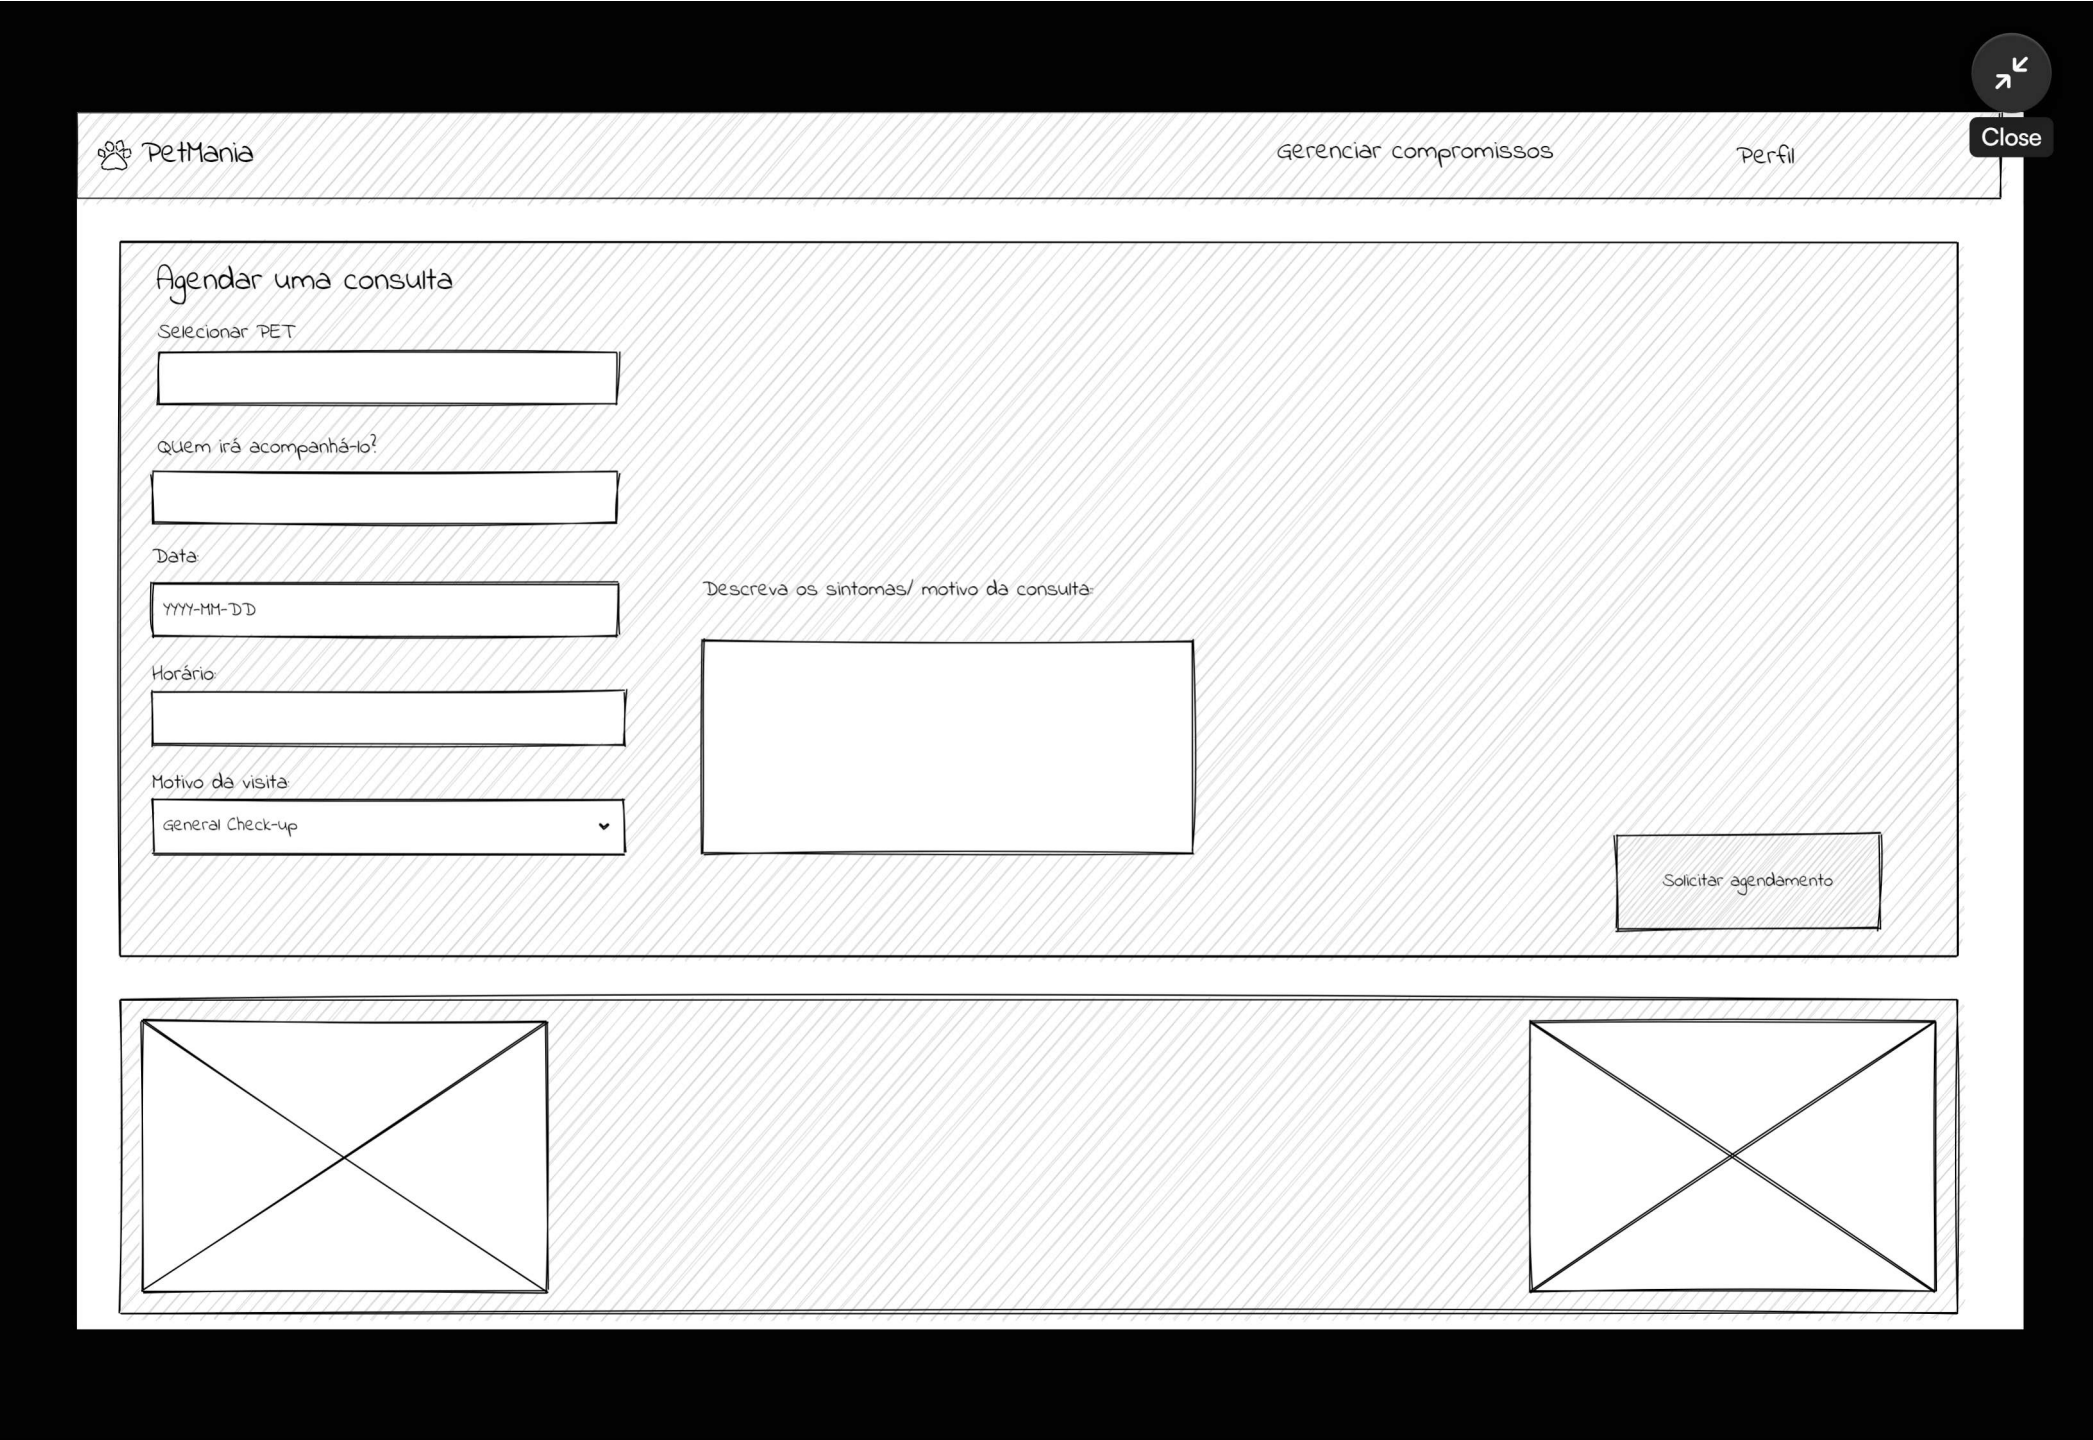 PetMania
Gerenciar compromissos
Perfil
Close
Agendar uma consulta
Selecionar PET
Quem irá acompanhá-lo?
Data:
YYYY-MM-DD
Horário:
Motivo da visita:
General Check-up
Descreva os sintomas/ motivo da consulta:
Solicitar agendamento